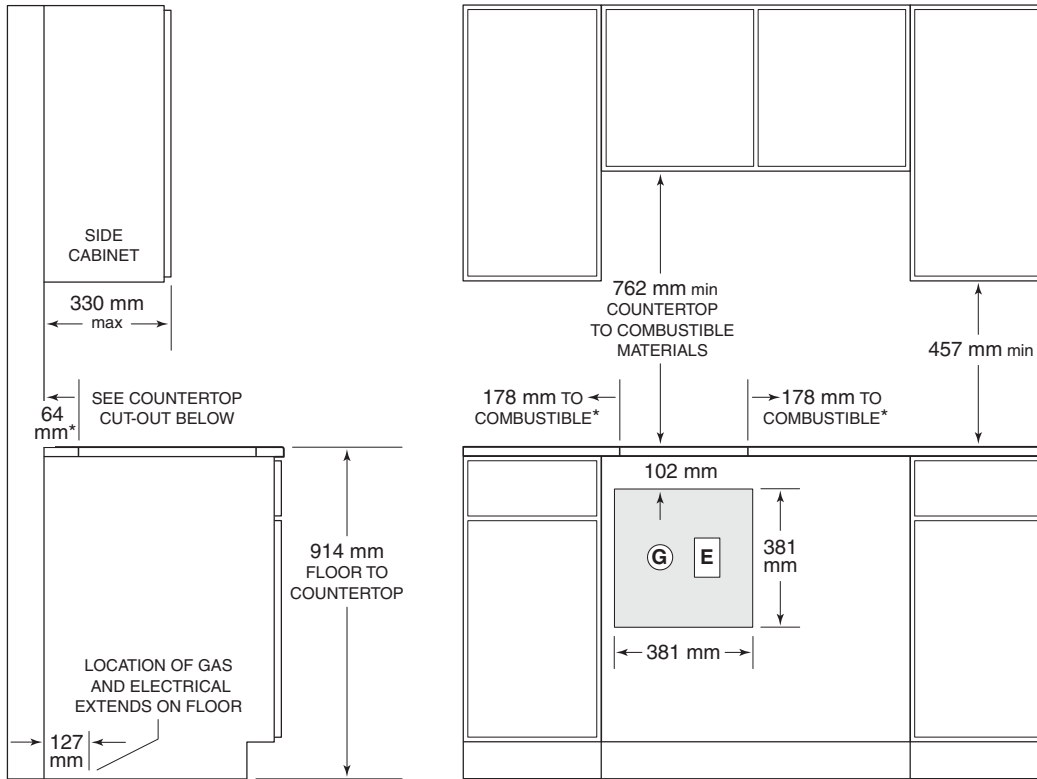 SIDE
CABINET
330 mm
max
64
mm*
SEE COUNTERTOP
CUT-OUT BELOW
914 mm
FLOOR TO
COUNTERTOP
LOCATION OF GAS
AND ELECTRICAL
EXTENDS ON FLOOR
127
mm
762 mm min
COUNTERTOP
TO COMBUSTIBLE
MATERIALS
457 mm min
178 mm TO
COMBUSTIBLE*
178 mm TO
COMBUSTIBLE*
102 mm
G
E
381
mm
381 mm